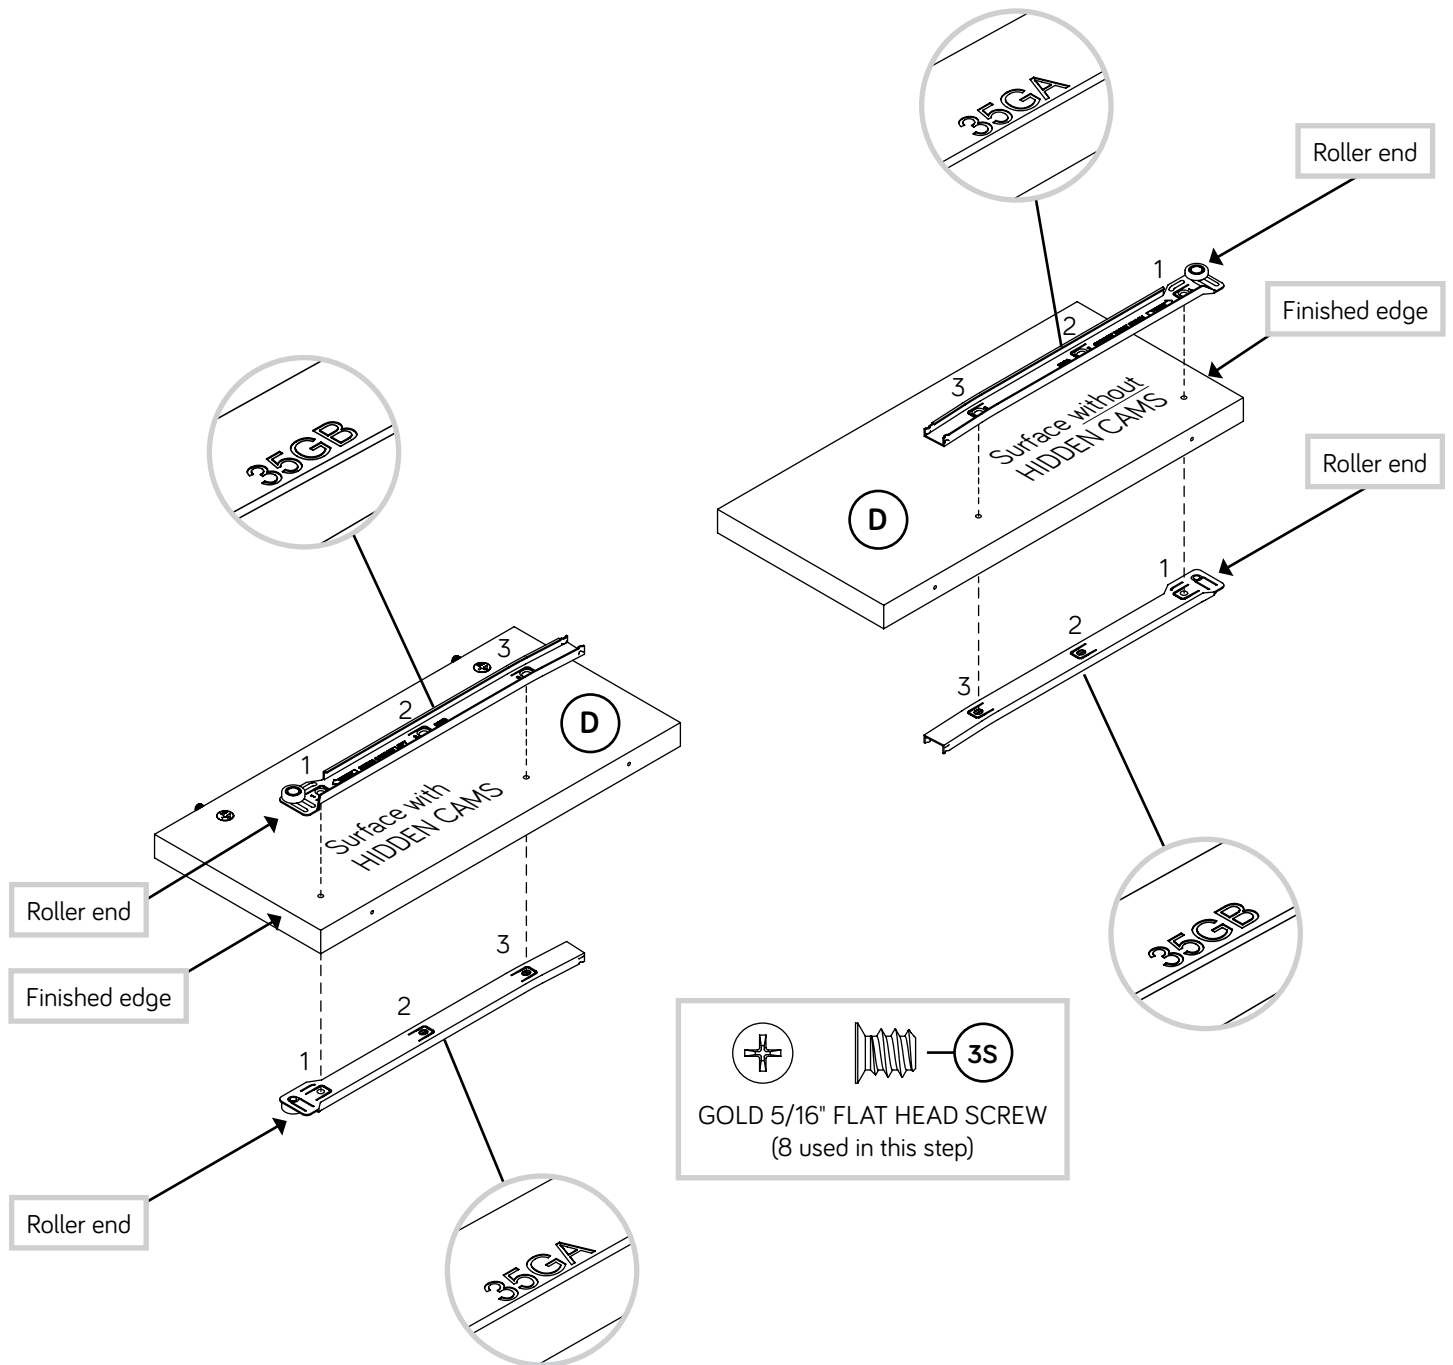 35GA
Roller end
1
Finished edge
2
3
Surface without
HIDDEN CAMS
35GB
Roller end
D
1
2
3
3
D
2
1
Surface with
HIDDEN CAMS
Roller end
35GB
3
Finished edge
2
3S
1
GOLD 5/16" FLAT HEAD SCREW
(8 used in this step)
Roller end
35GA